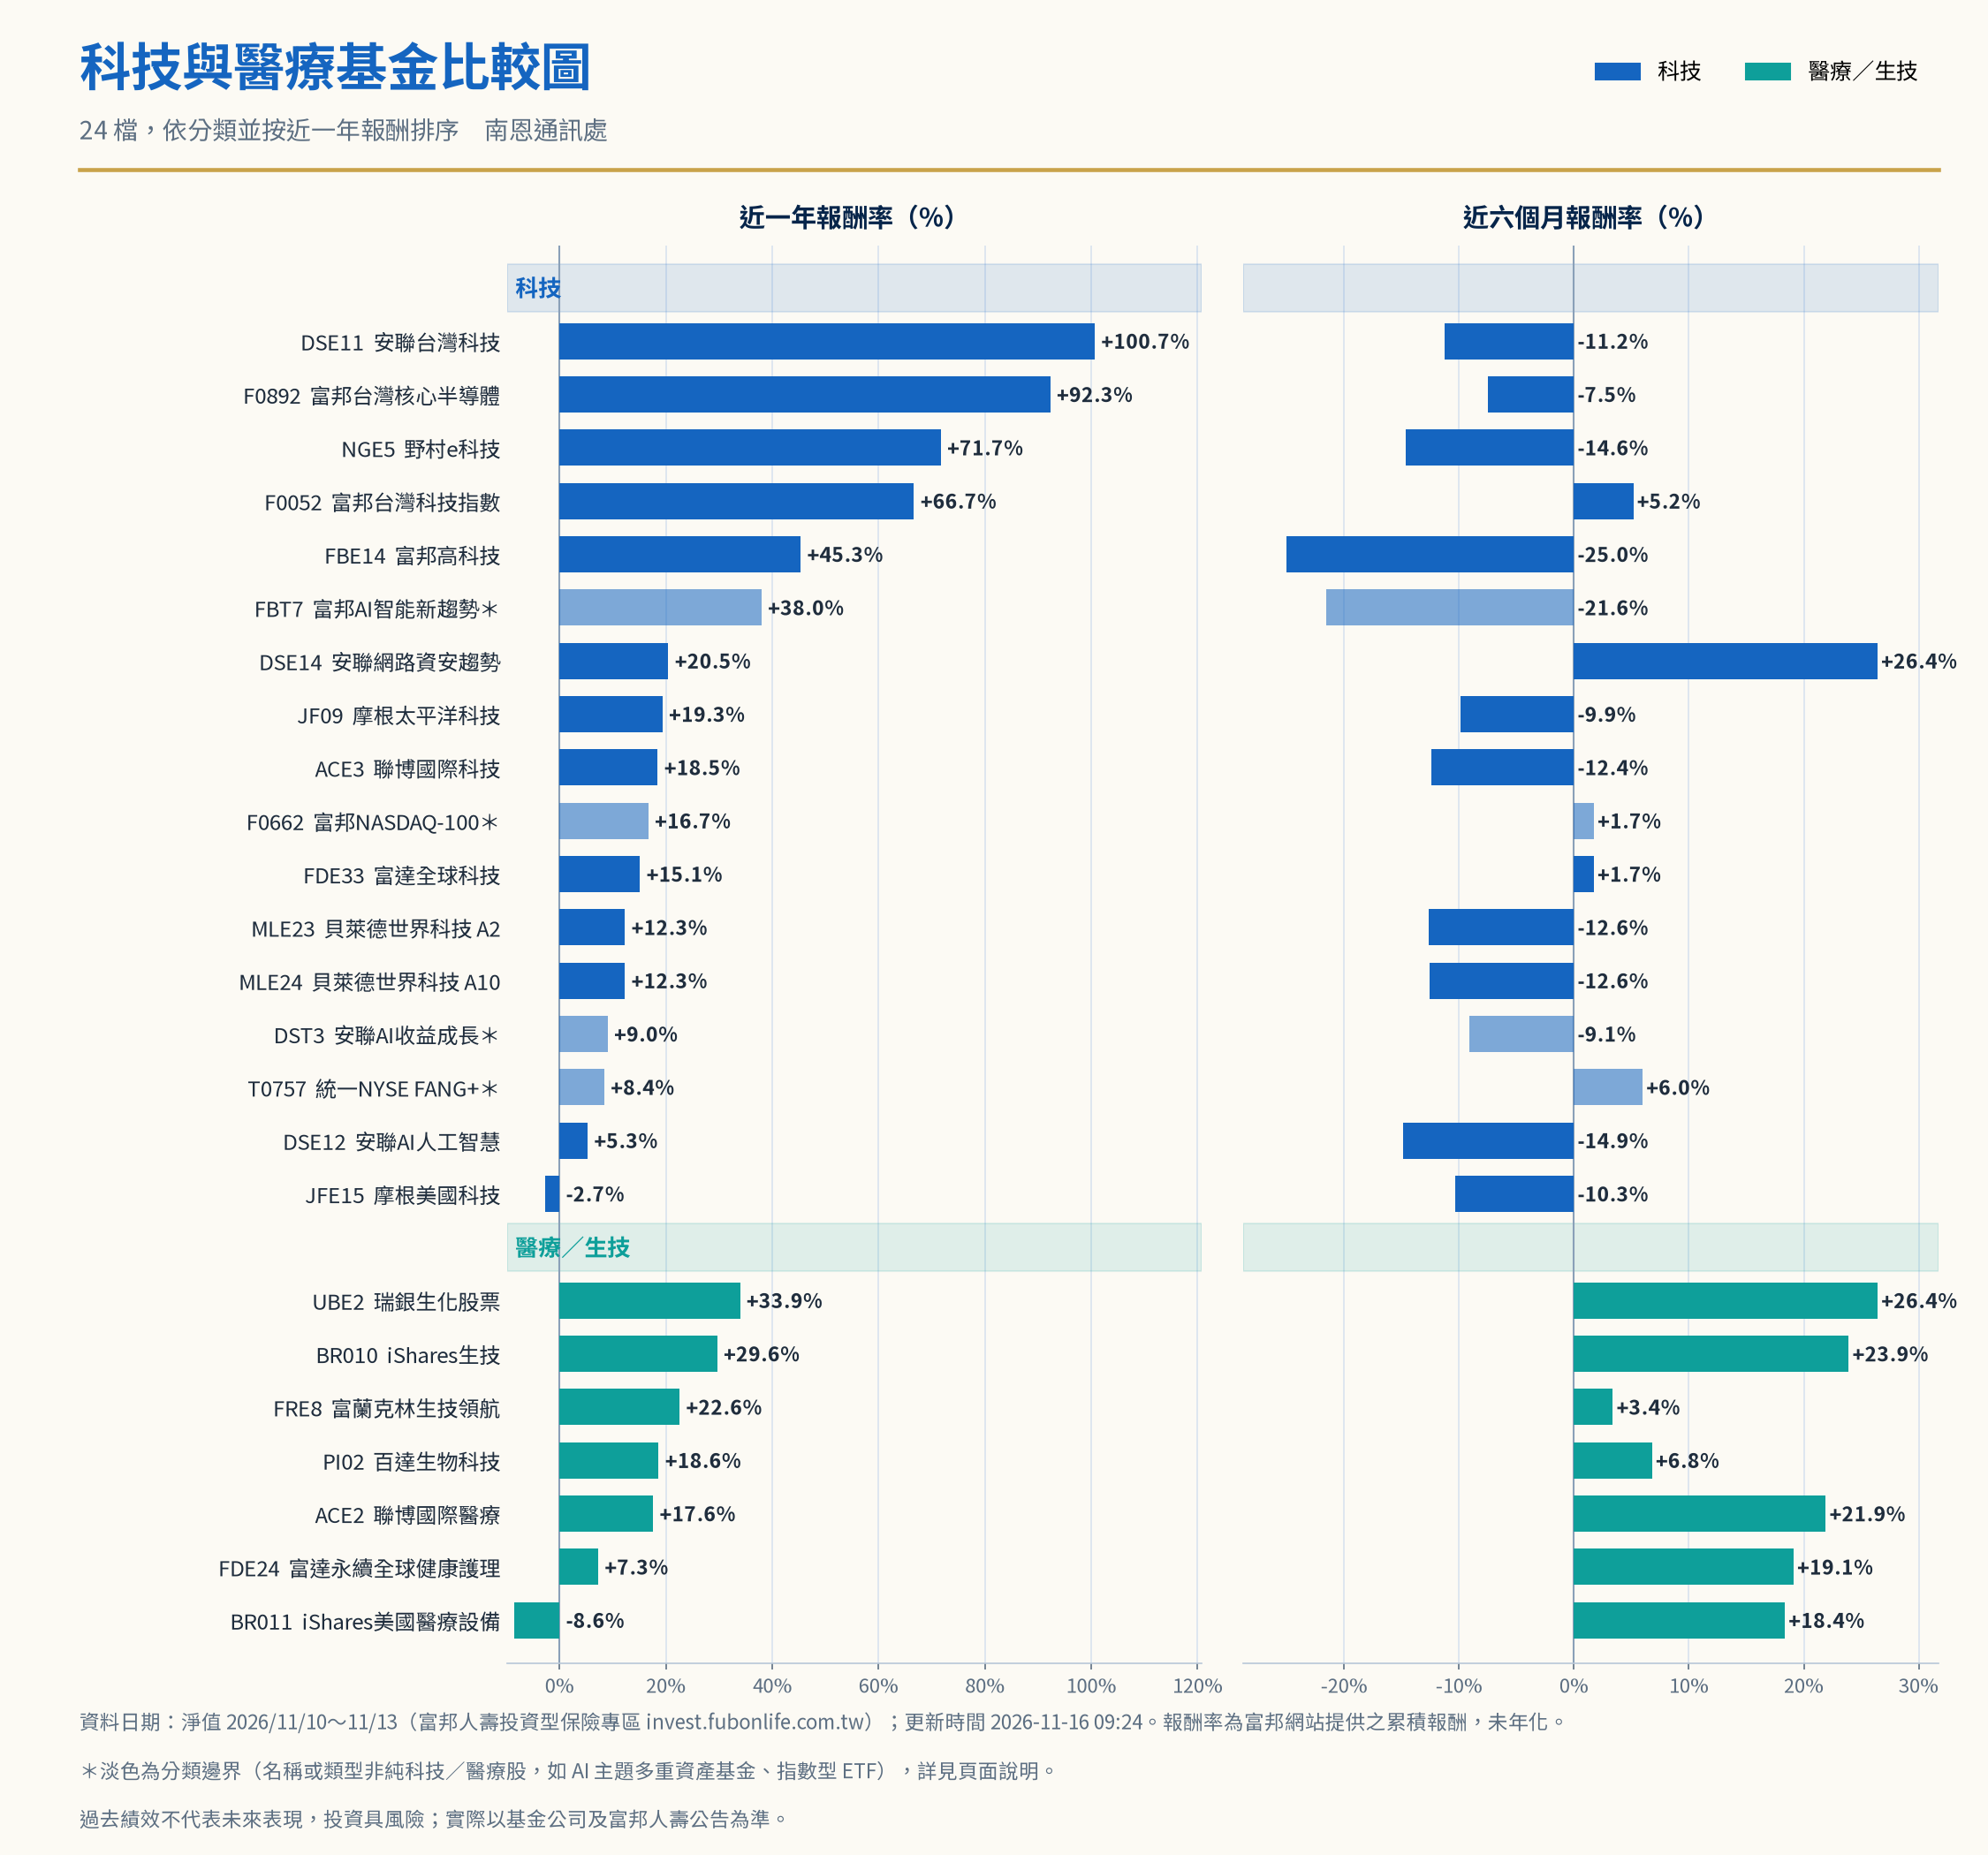 科技與醫療基金比較圖
科技
醫療／生技
24 檔，依分類並按近一年報酬排序　南恩通訊處
近一年報酬率（%）
近六個月報酬率（%）
科技
DSE11 安聯台灣科技 +100.7% -11.2%
F0892 富邦台灣核心半導體 +92.3% -7.5%
NGE5 野村e科技 +71.7% -14.6%
F0052 富邦台灣科技指數 +66.7% +5.2%
FBE14 富邦高科技 +45.3% -25.0%
FBT7 富邦AI智能新趨勢＊ +38.0% -21.6%
DSE14 安聯網路資安趨勢 +20.5% +26.4%
JF09 摩根太平洋科技 +19.3% -9.9%
ACE3 聯博國際科技 +18.5% -12.4%
F0662 富邦NASDAQ-100＊ +16.7% +1.7%
FDE33 富達全球科技 +15.1% +1.7%
MLE23 貝萊德世界科技 A2 +12.3% -12.6%
MLE24 貝萊德世界科技 A10 +12.3% -12.6%
DST3 安聯AI收益成長＊ +9.0% -9.1%
T0757 統一NYSE FANG+＊ +8.4% +6.0%
DSE12 安聯AI人工智慧 +5.3% -14.9%
JFE15 摩根美國科技 -2.7% -10.3%
醫療／生技
UBE2 瑞銀生化股票 +33.9% +26.4%
BR010 iShares生技 +29.6% +23.9%
FRE8 富蘭克林生技領航 +22.6% +3.4%
PI02 百達生物科技 +18.6% +6.8%
ACE2 聯博國際醫療 +17.6% +21.9%
FDE24 富達永續全球健康護理 +7.3% +19.1%
BR011 iShares美國醫療設備 -8.6% +18.4%
0% 20% 40% 60% 80% 100% 120% -20% -10% 0% 10% 20% 30%
資料日期：淨值 2026/11/10～11/13（富邦人壽投資型保險專區 invest.fubonlife.com.tw）；更新時間 2026-11-16 09:24。報酬率為富邦網站提供之累積報酬，未年化。
＊淡色為分類邊界（名稱或類型非純科技／醫療股，如 AI 主題多重資產基金、指數型 ETF），詳見頁面說明。
過去績效不代表未來表現，投資具風險；實際以基金公司及富邦人壽公告為準。